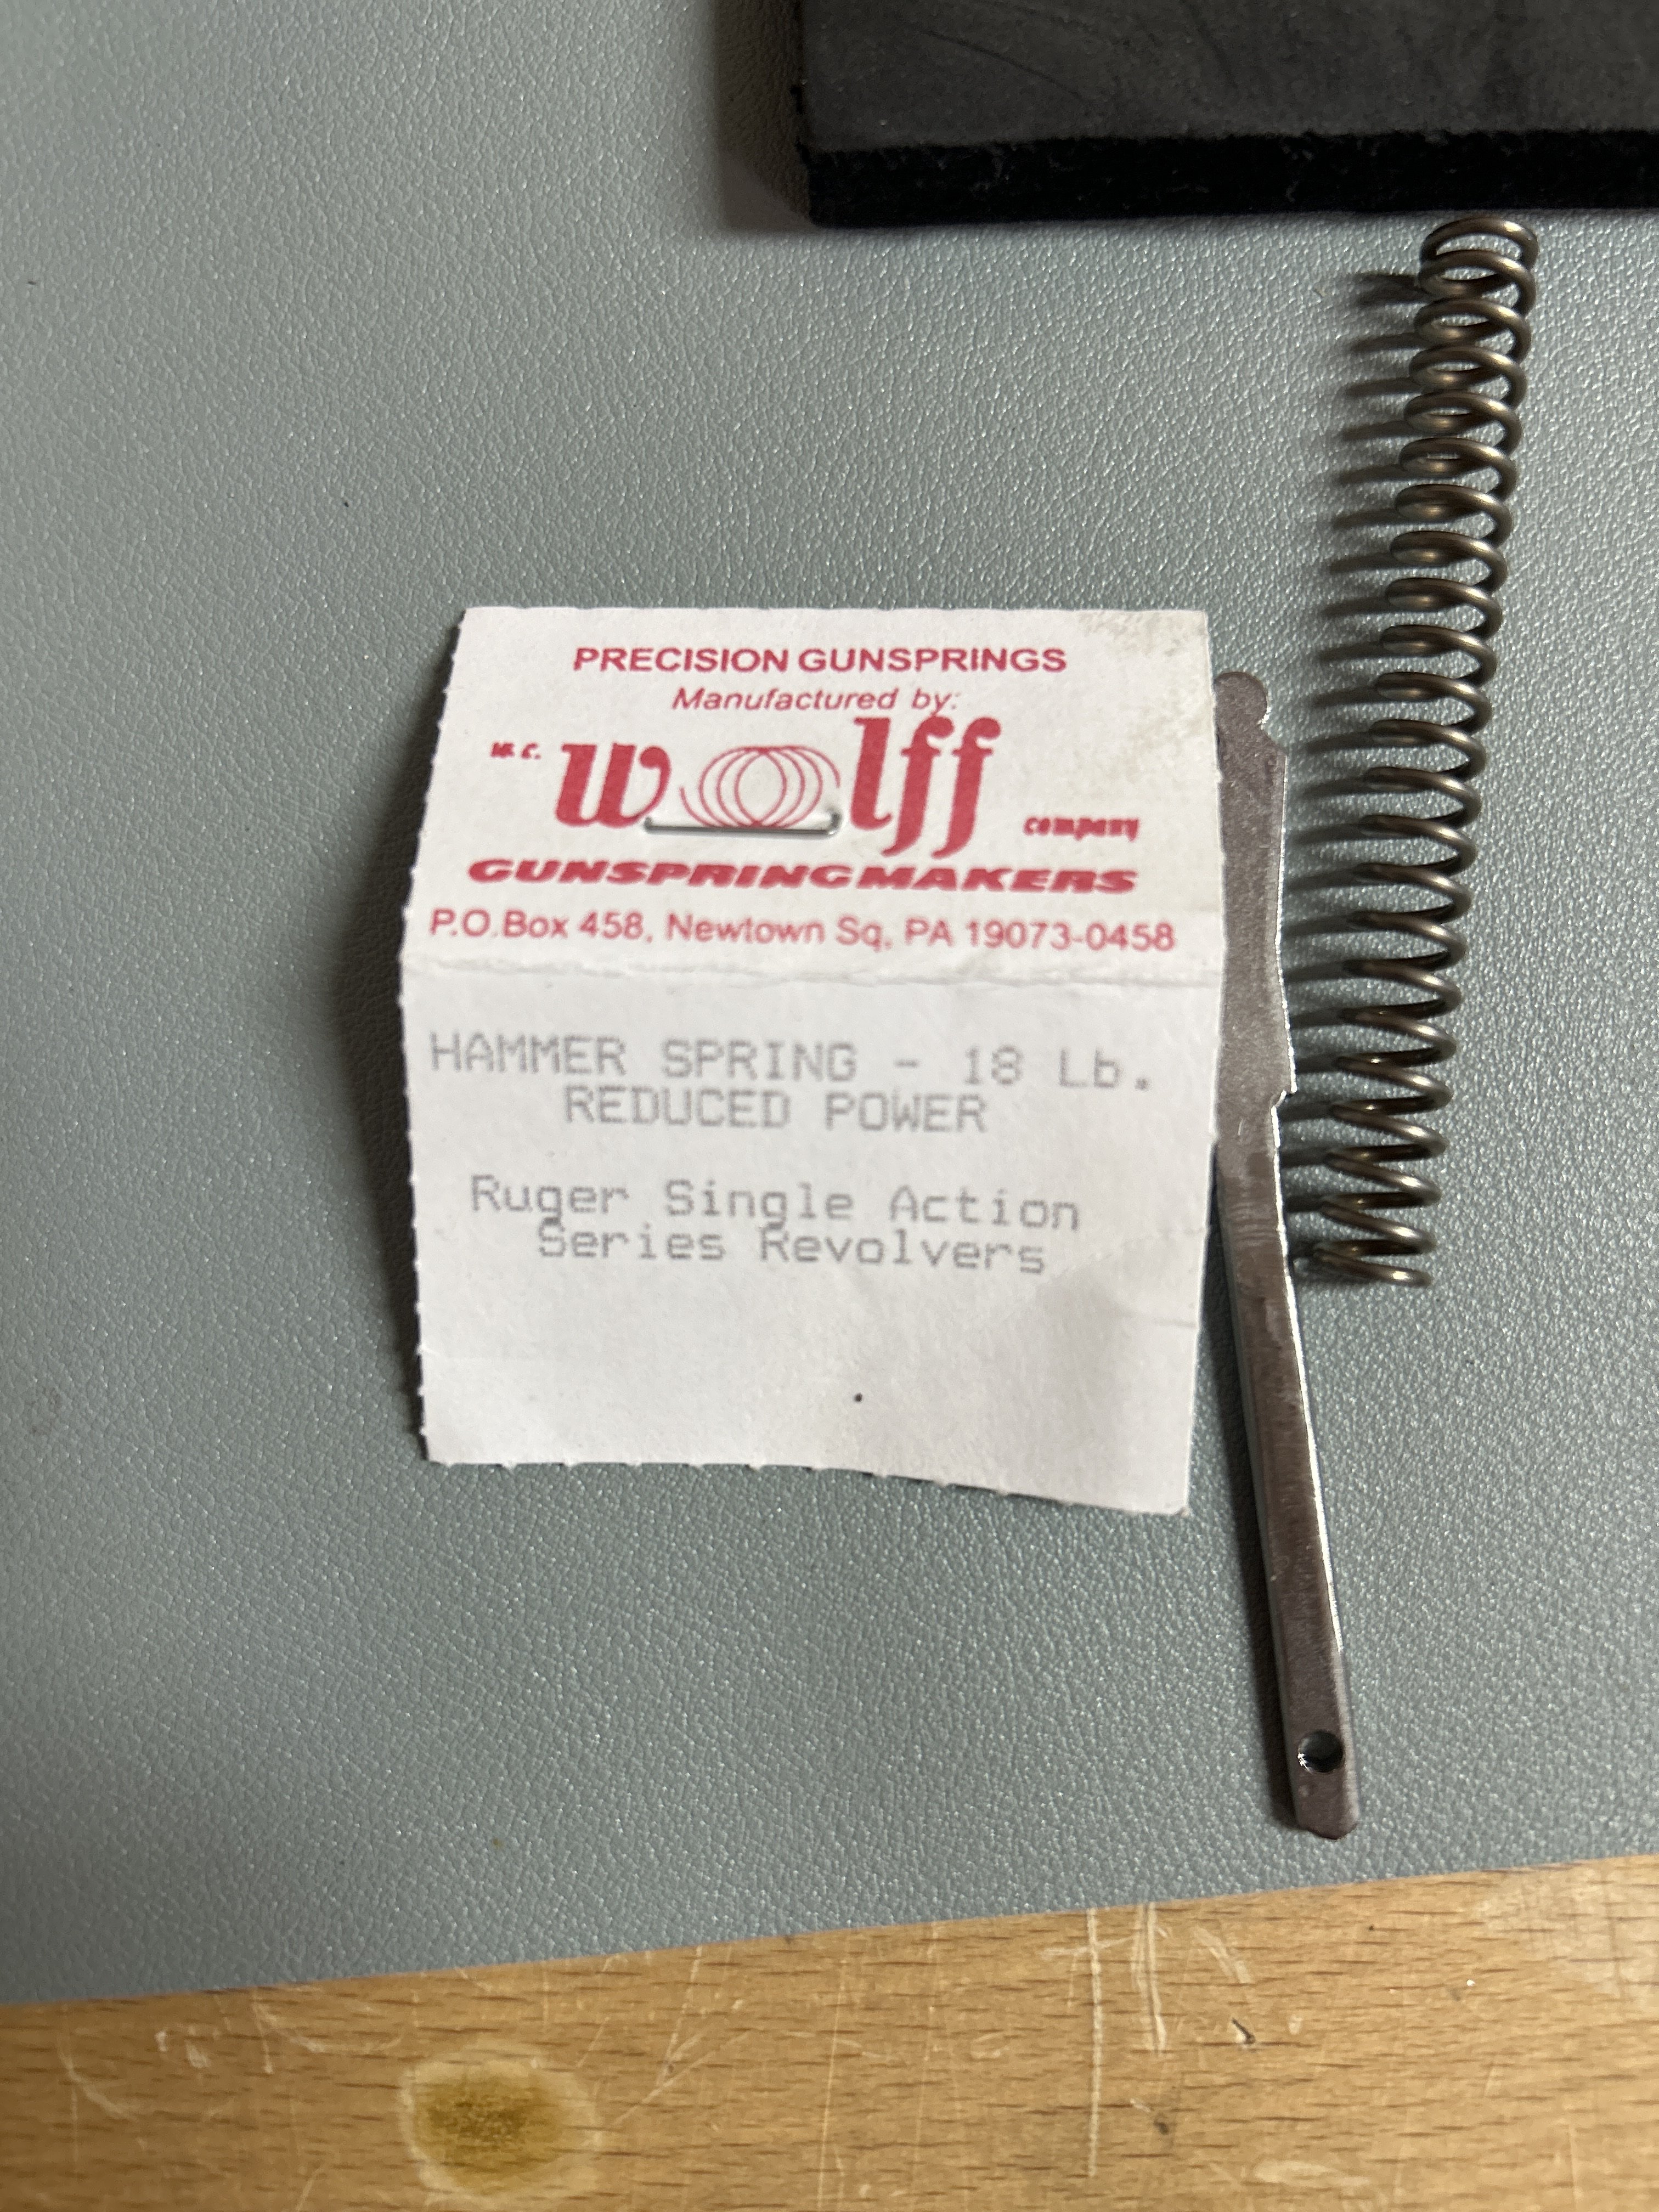 PRECISION GUNSPRINGS
Manufactured by:
W. C. Wolff company
GUNSPRINGMAKERS
P.O.Box 458, Newtown Sq, PA 19073-0458
HAMMER SPRING - 18 Lb.
REDUCED POWER
Ruger Single Action
Series Revolvers